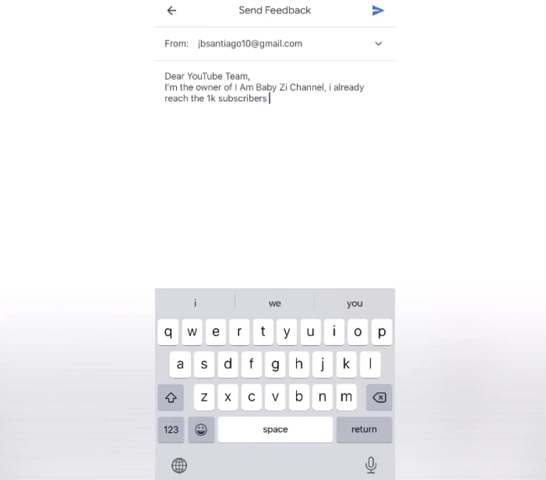 Send Feedback
From: jbsantiago10@gmail.com
Dear YouTube Team,
I'm the owner of I Am Baby Zi Channel, i already
reach the 1k subscribers
i we you
q w e r t y u i o p
a s d f g h j k l
z x c v b n m
123 space return